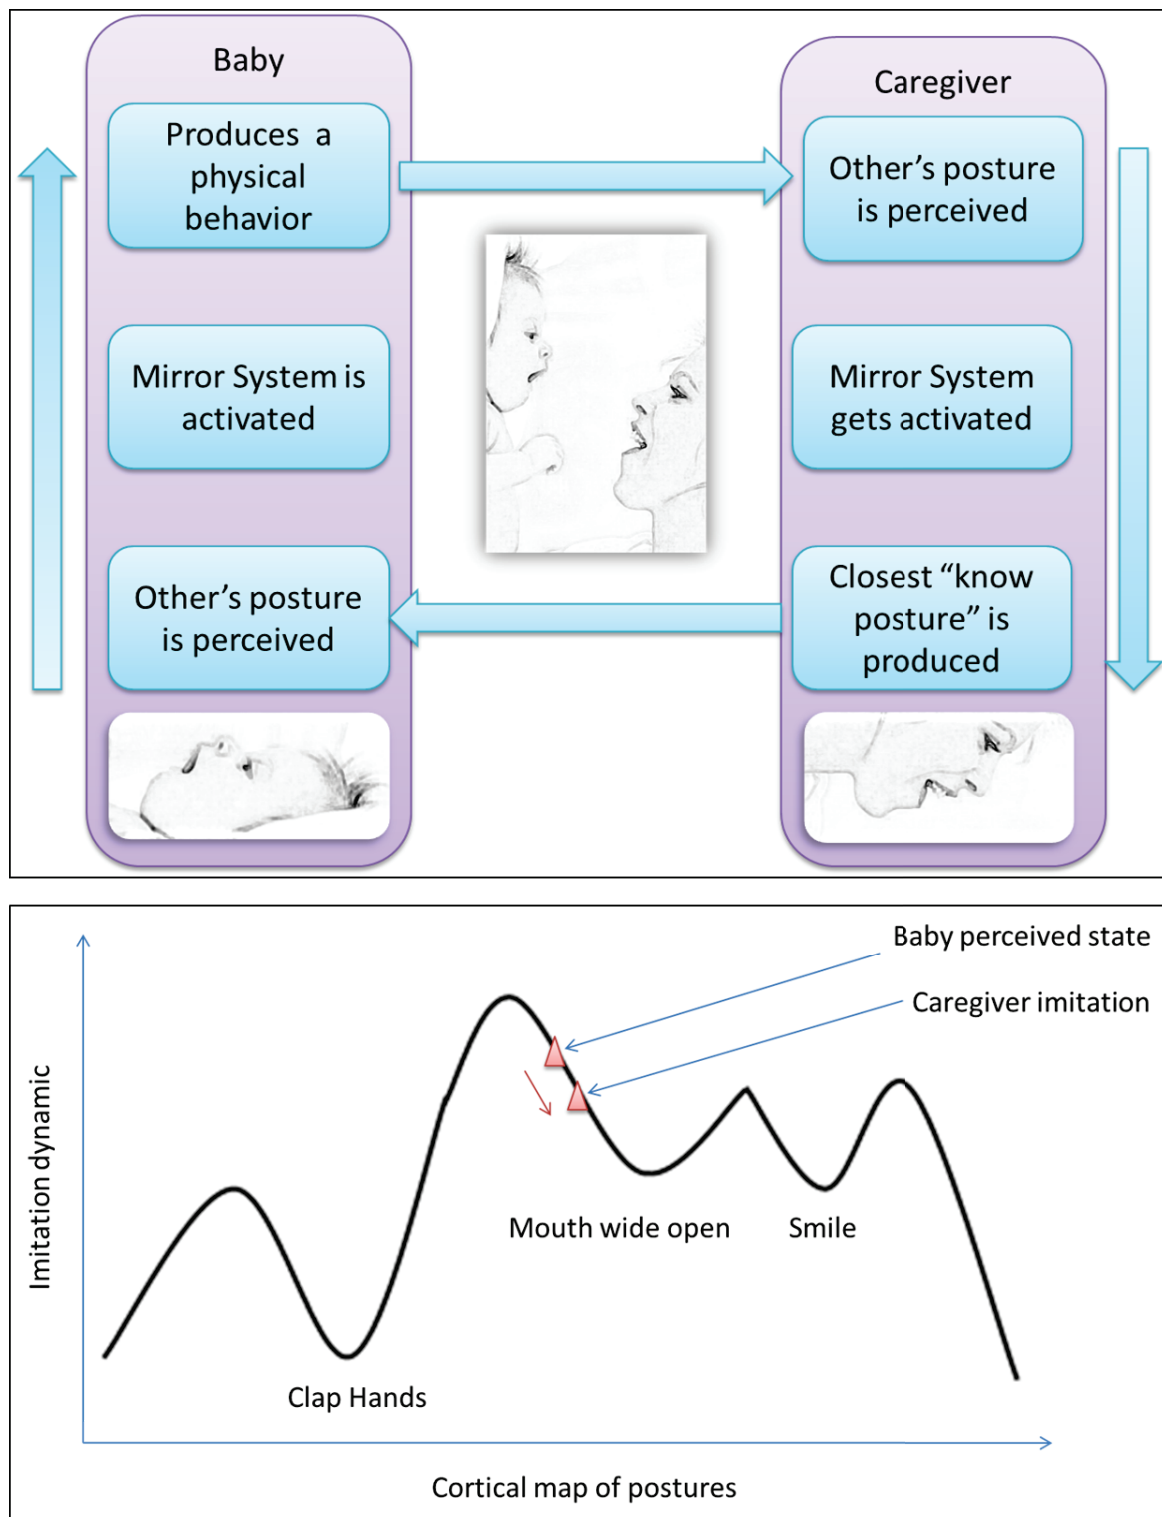 Baby
Produces a
physical
behavior
Mirror System is
activated
Other's posture
is perceived
Caregiver
Other's posture
is perceived
Mirror System
gets activated
Closest “know
posture” is
produced
Baby perceived state
Caregiver imitation
Imitation dynamic
Mouth wide open
Smile
Clap Hands
Cortical map of postures